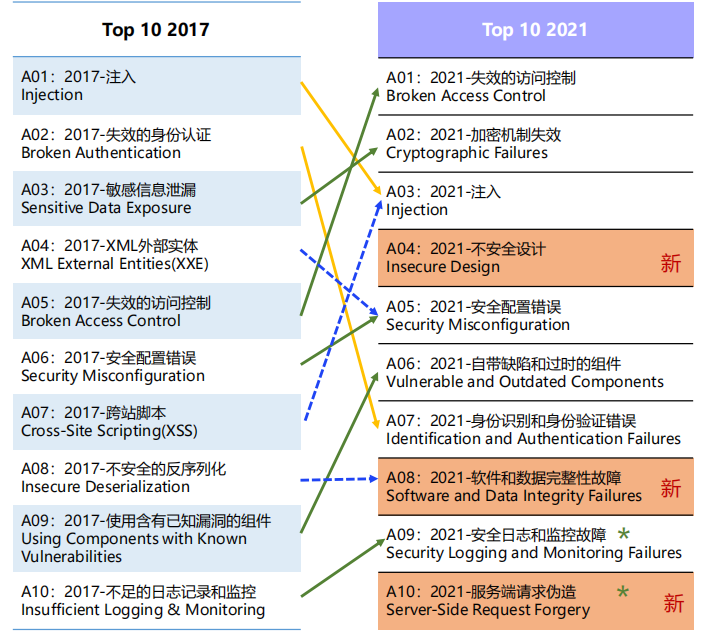 Top 10 2017
A01：2017-注入
Injection
A02：2017-失效的身份认证
Broken Authentication
A03：2017-敏感信息泄漏
Sensitive Data Exposure
A04：2017-XML外部实体
XML External Entities(XXE)
A05：2017-失效的访问控制
Broken Access Control
A06：2017-安全配置错误
Security Misconfiguration
A07：2017-跨站脚本
Cross-Site Scripting(XSS)
A08：2017-不安全的反序列化
Insecure Deserialization
A09：2017-使用含有已知漏洞的组件
Using Components with Known
Vulnerabilities
A10：2017-不足的日志记录和监控
Insufficient Logging & Monitoring
Top 10 2021
A01：2021-失效的访问控制
Broken Access Control
A02：2021-加密机制失效
Cryptographic Failures
A03：2021-注入
Injection
A04：2021-不安全设计
Insecure Design
新
A05：2021-安全配置错误
Security Misconfiguration
A06：2021-自带缺陷和过时的组件
Vulnerable and Outdated Components
A07：2021-身份识别和身份验证错误
Identification and Authentication Failures
A08：2021-软件和数据完整性故障
Software and Data Integrity Failures
新
A09：2021-安全日志和监控故障 *
Security Logging and Monitoring Failures
A10：2021-服务端请求伪造 *
Server-Side Request Forgery
新